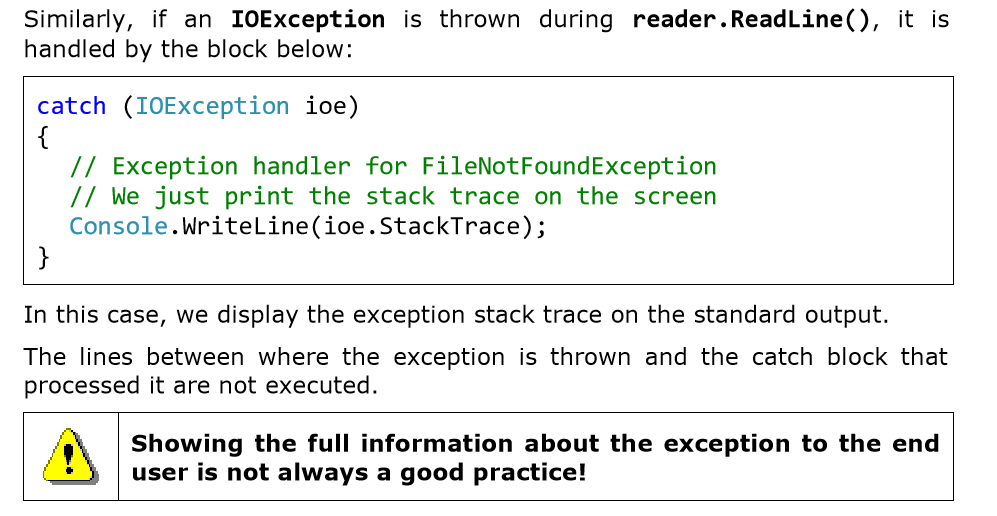 Similarly, if an IOException is thrown during reader.ReadLine(), it is
handled by the block below:
catch (IOException ioe)
{
// Exception handler for FileNotFoundException
// We just print the stack trace on the screen
Console.WriteLine(ioe.StackTrace);
}
In this case, we display the exception stack trace on the standard output.
The lines between where the exception is thrown and the catch block that
processed it are not executed.
Showing the full information about the exception to the end
user is not always a good practice!